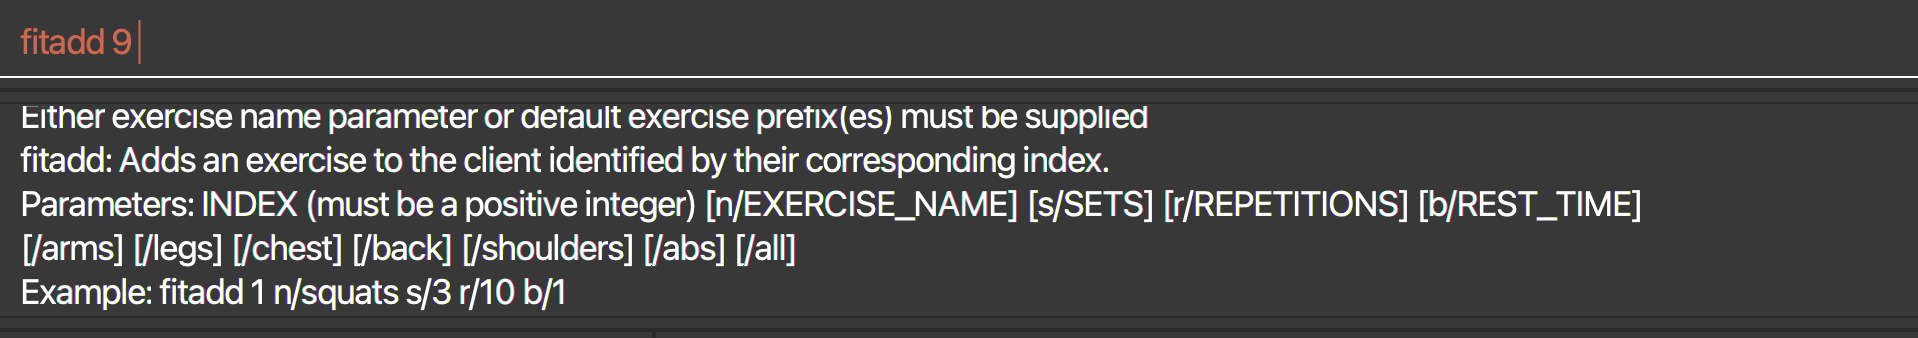 fitadd 9
Either exercise name parameter or default exercise prefix(es) must be supplied
fitadd: Adds an exercise to the client identified by their corresponding index.
Parameters: INDEX (must be a positive integer) [n/EXERCISE_NAME] [s/SETS] [r/REPETITIONS] [b/REST_TIME]
[/arms] [/legs] [/chest] [/back] [/shoulders] [/abs] [/all]
Example: fitadd 1 n/squats s/3 r/10 b/1